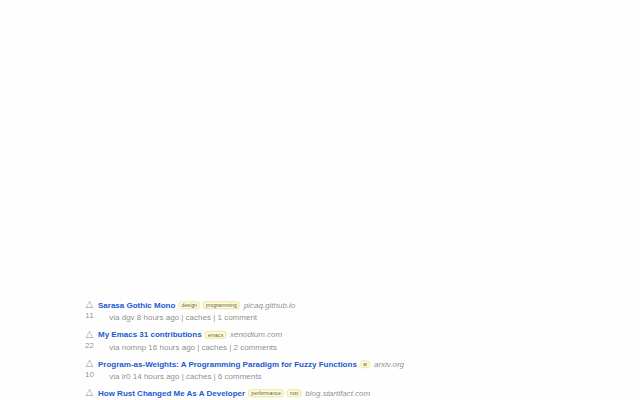 Sarasa Gothic Mono design programming picaq.github.io
11 via dgv 8 hours ago | caches | 1 comment
My Emacs 31 contributions emacs xenodium.com
22 via nomnp 16 hours ago | caches | 2 comments
Program-as-Weights: A Programming Paradigm for Fuzzy Functions arxiv.org
10 via lr0 14 hours ago | caches | 6 comments
How Rust Changed Me As A Developer performance rust blog.startifact.com